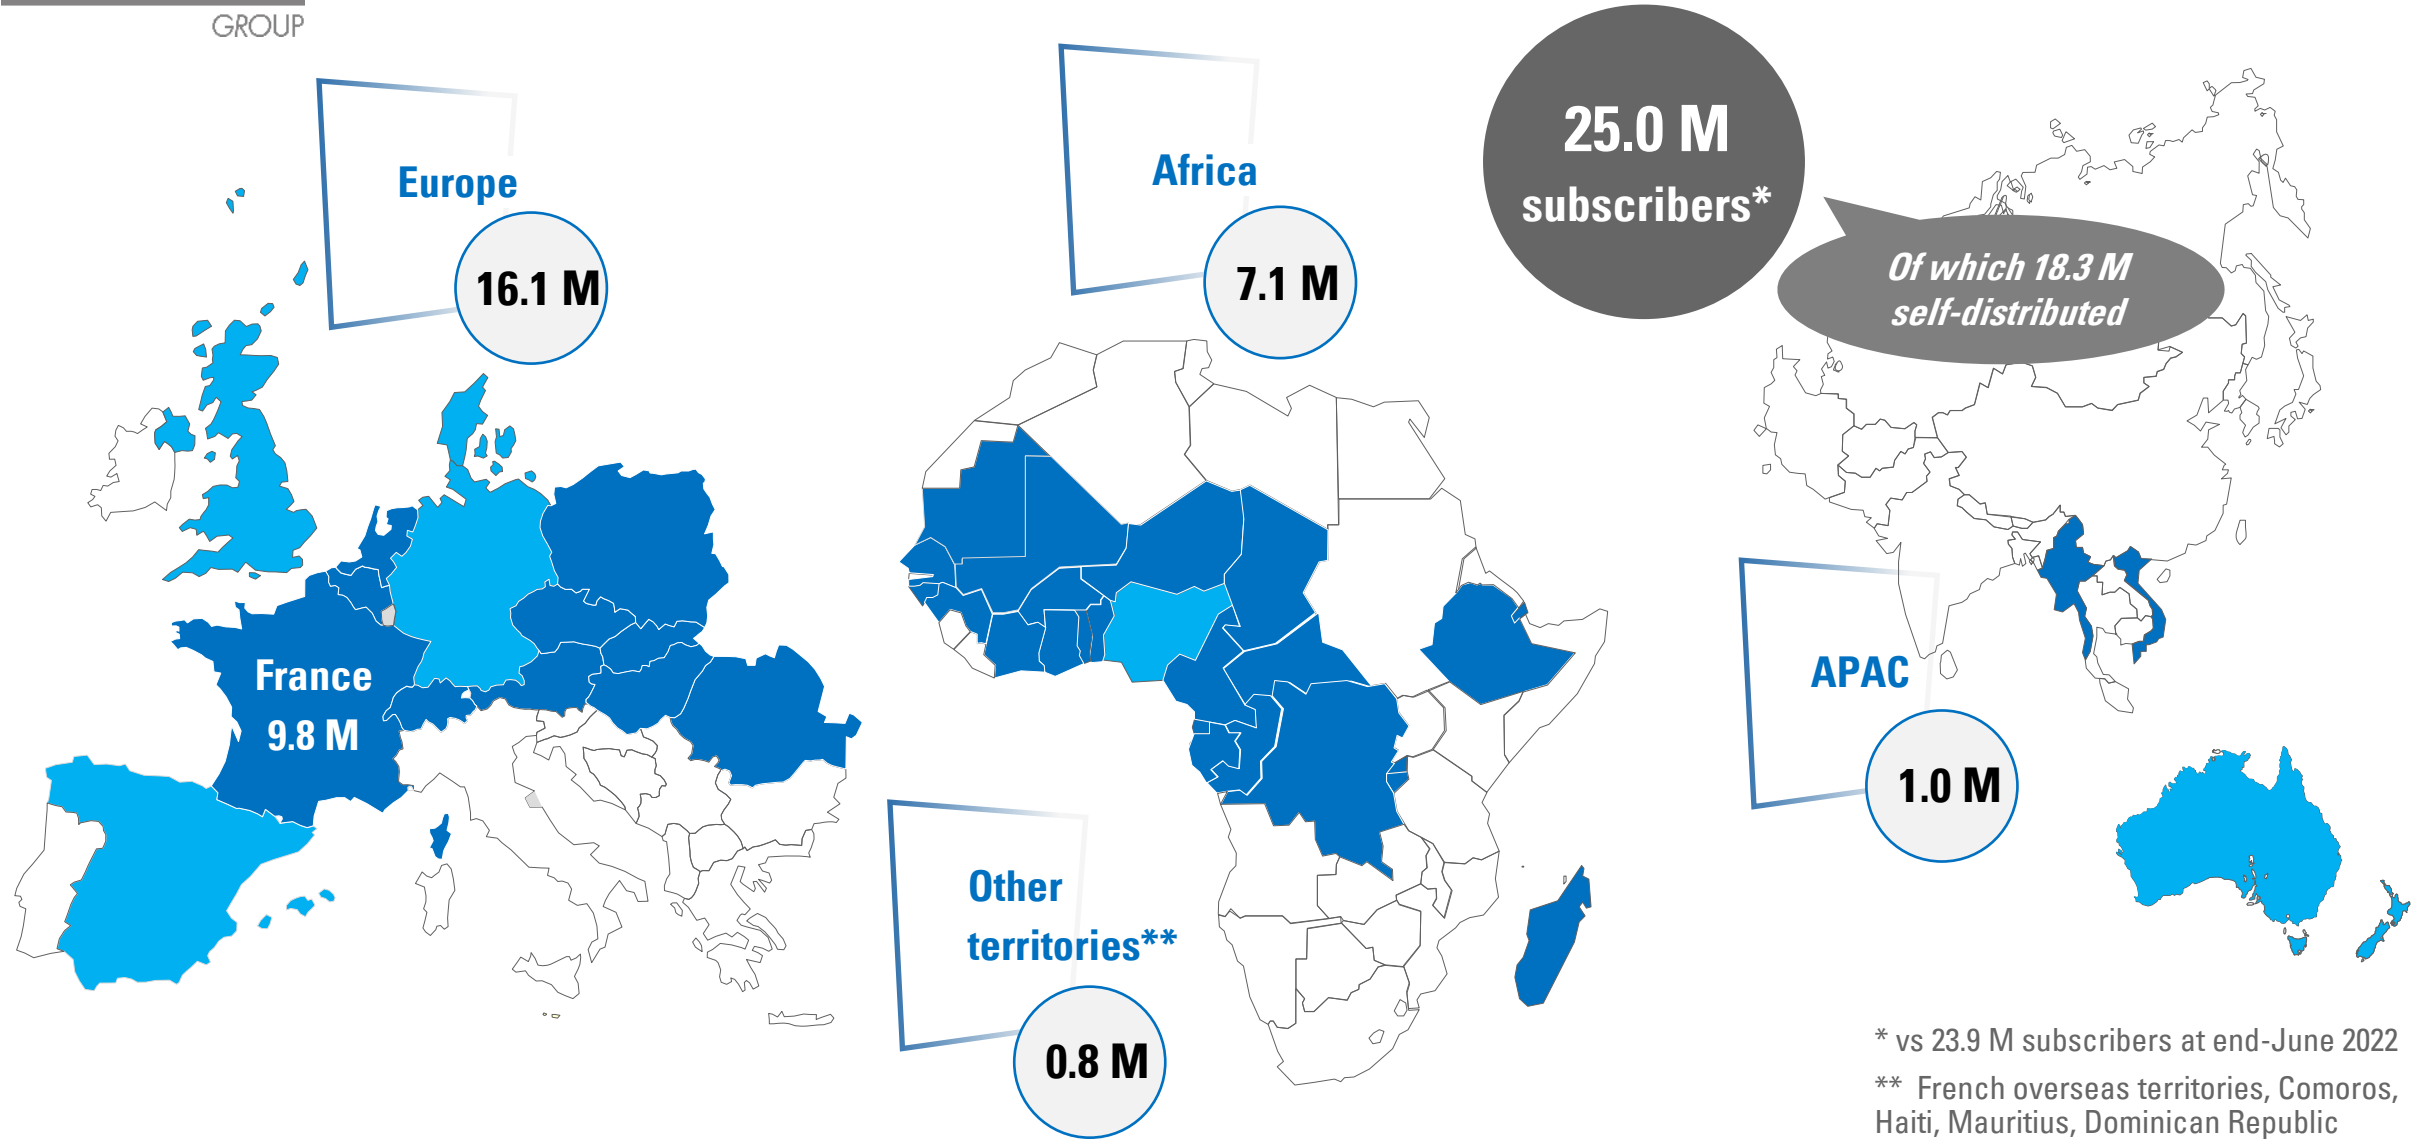 GROUP
Europe
16.1 M
Africa
7.1 M
25.0 M
subscribers*
Of which 18.3 M
self-distributed
France
9.8 M
APAC
1.0 M
Other
territories**
0.8 M
* vs 23.9 M subscribers at end-June 2022
** French overseas territories, Comoros,
Haiti, Mauritius, Dominican Republic